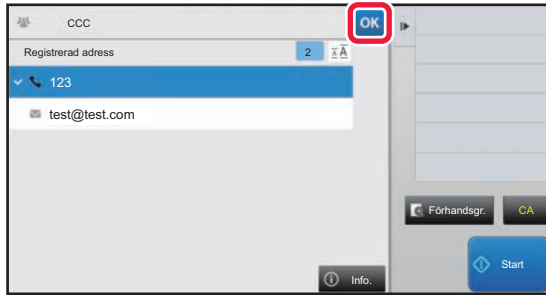 CCC
OK
Registrerad adress
2
A A
123
test@test.com
Förhandsgr.
CA
Start
Info.